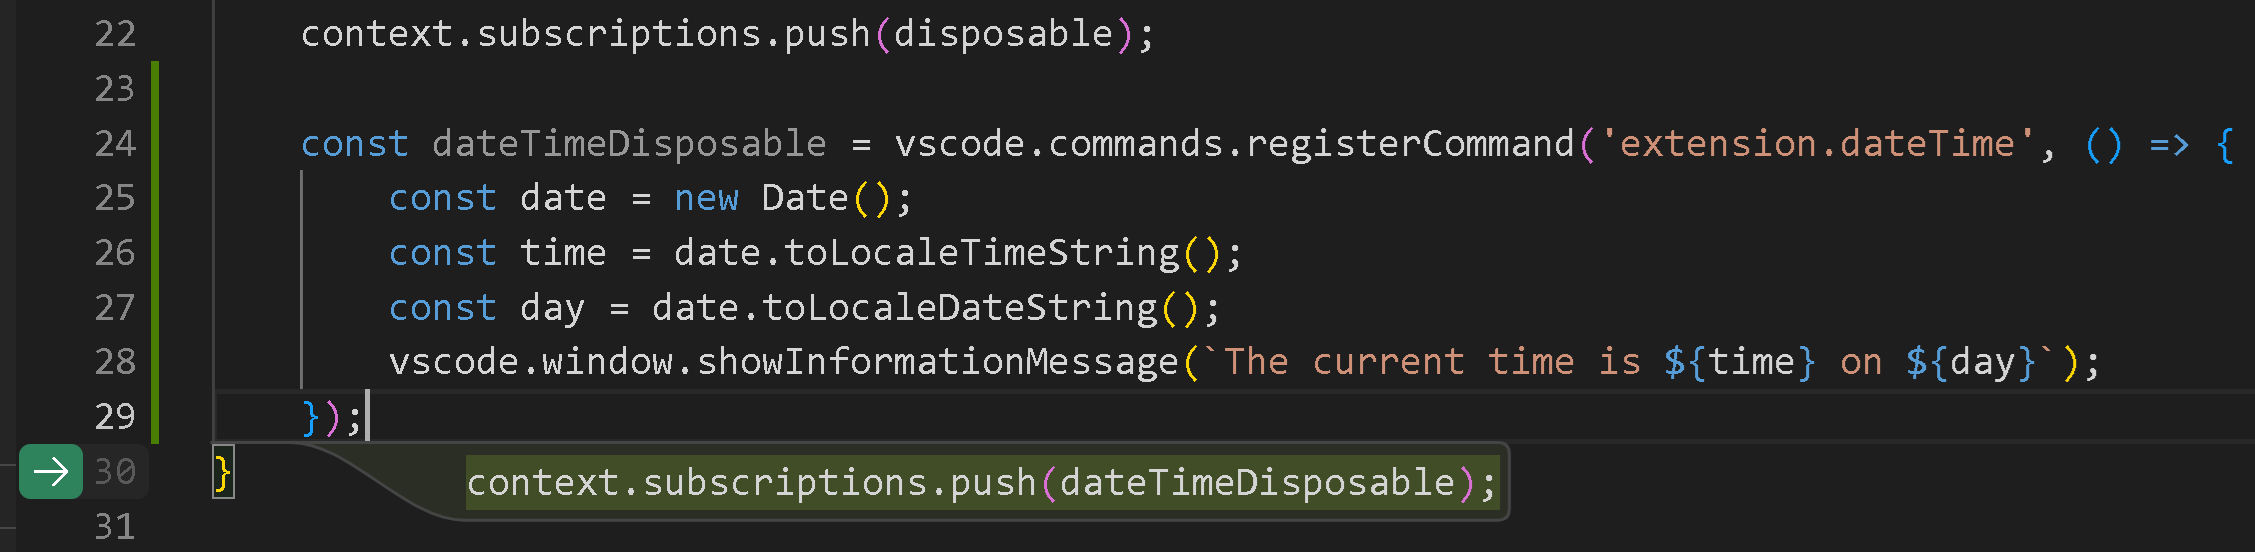 22 context.subscriptions.push(disposable);
23
24 const dateTimeDisposable = vscode.commands.registerCommand('extension.dateTime', () => {
25 const date = new Date();
26 const time = date.toLocaleTimeString();
27 const day = date.toLocaleDateString();
28 vscode.window.showInformationMessage(`The current time is ${time} on ${day}`);
29 });
30 }
context.subscriptions.push(dateTimeDisposable);
31